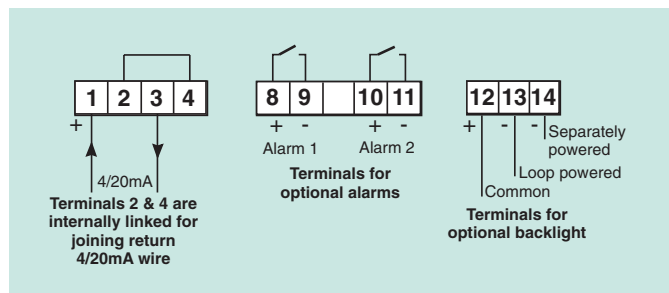 1 2 3 4
+
4/20mA
Terminals 2 & 4 are
internally linked for
joining return
4/20mA wire
8 9 10 11
+ - + -
Alarm 1 Alarm 2
Terminals for
optional alarms
12 13 14
+ - -
Separately
powered
Loop powered
Common
Terminals for
optional backlight